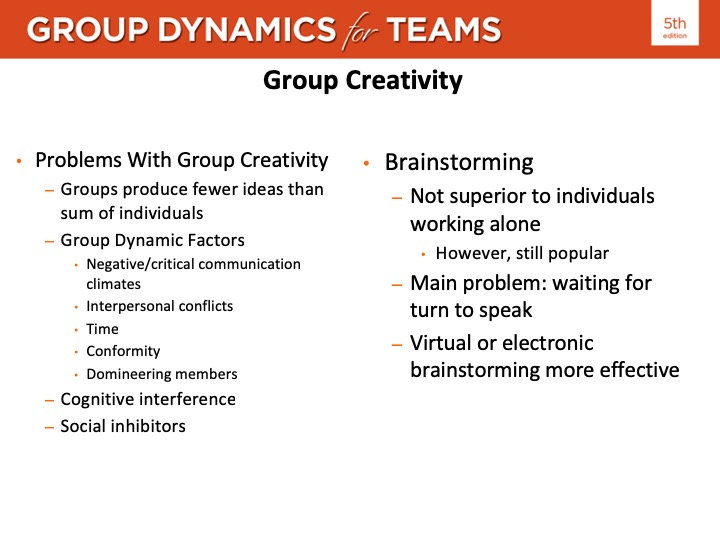 GROUP DYNAMICS for TEAMS
5th
edition
Group Creativity
• Problems With Group Creativity
– Groups produce fewer ideas than
sum of individuals
– Group Dynamic Factors
• Negative/critical communication
climates
• Interpersonal conflicts
• Time
• Conformity
• Domineering members
– Cognitive interference
– Social inhibitors
• Brainstorming
– Not superior to individuals
working alone
• However, still popular
– Main problem: waiting for
turn to speak
– Virtual or electronic
brainstorming more effective